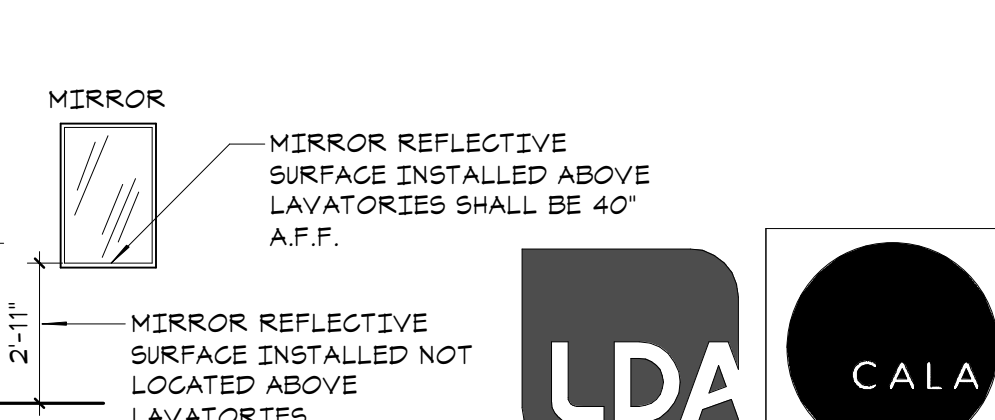 MIRROR
MIRROR REFLECTIVE
SURFACE INSTALLED ABOVE
LAVATORIES SHALL BE 40"
A.F.F.
2'-11"
MIRROR REFLECTIVE
SURFACE INSTALLED NOT
LOCATED ABOVE
LAVATORIES
LDA
CALA